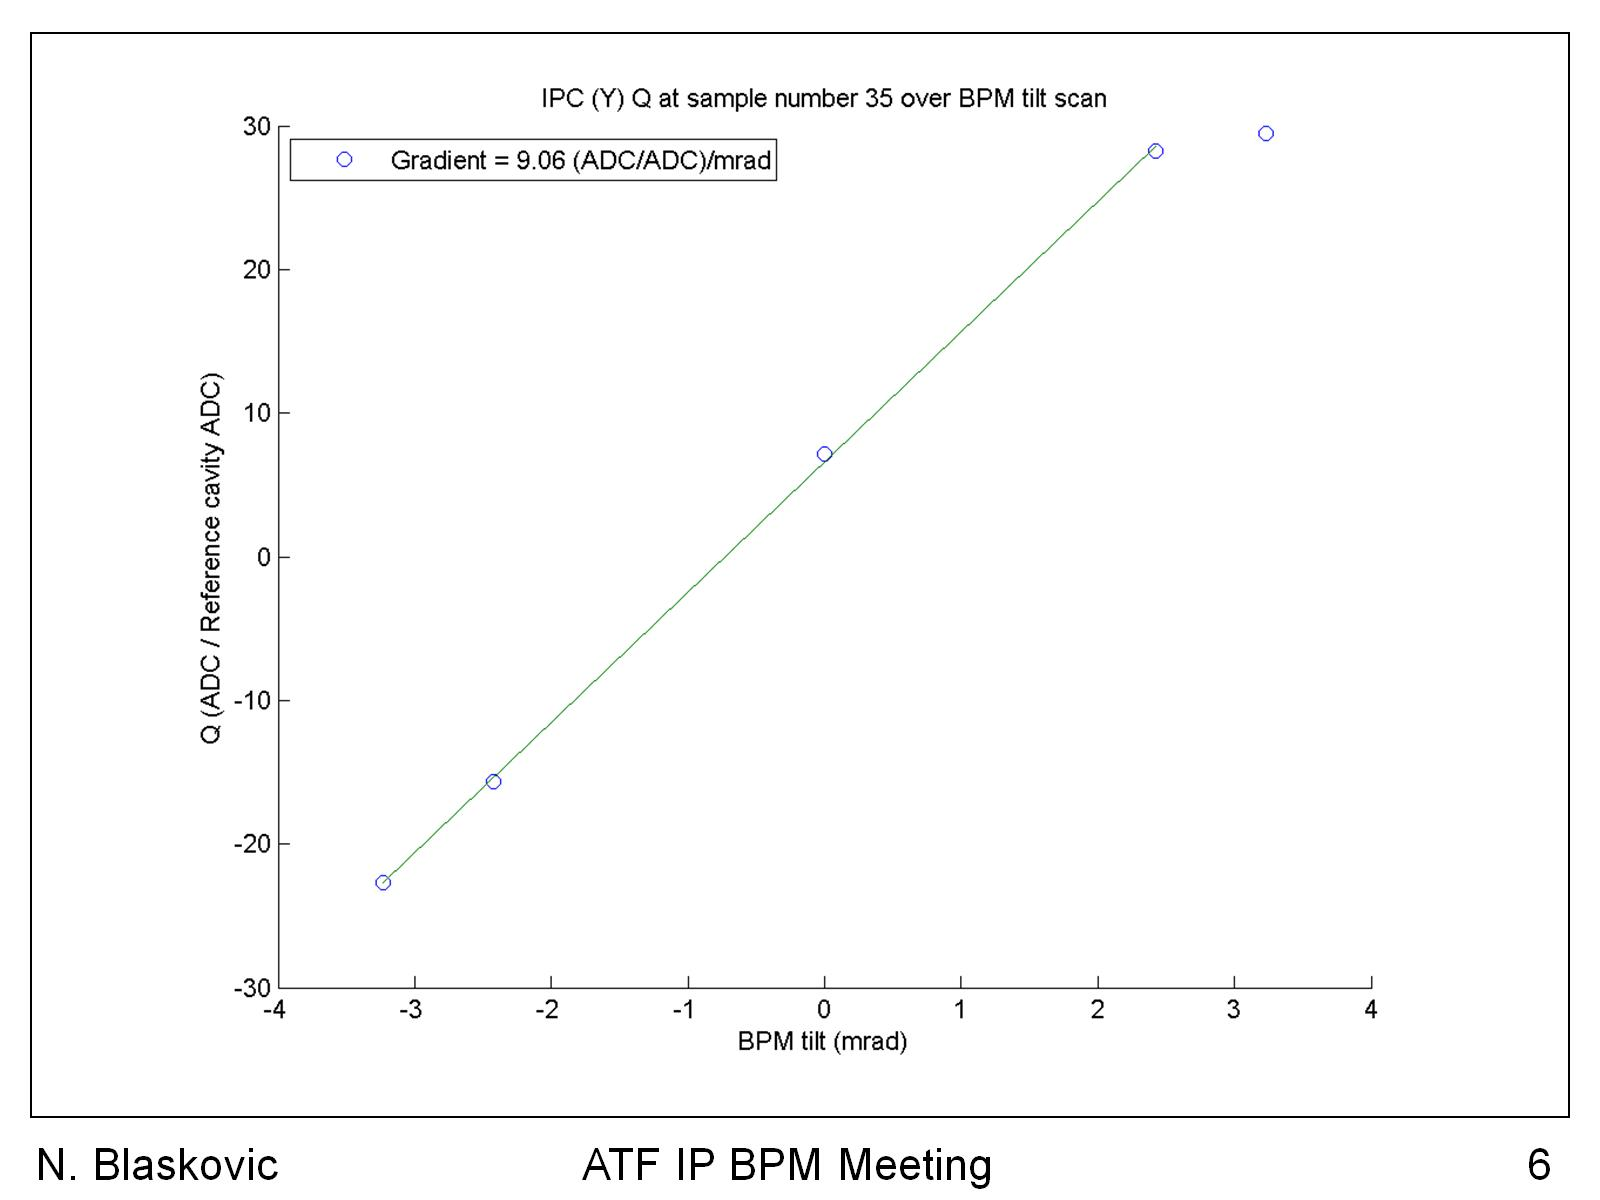 IPC (Y) Q at sample number 35 over BPM tilt scan
Gradient = 9.06 (ADC/ADC)/mrad
Q (ADC / Reference cavity ADC)
30
20
10
0
-10
-20
-30
-4 -3 -2 -1 0 1 2 3 4
BPM tilt (mrad)
N. Blaskovic ATF IP BPM Meeting 6